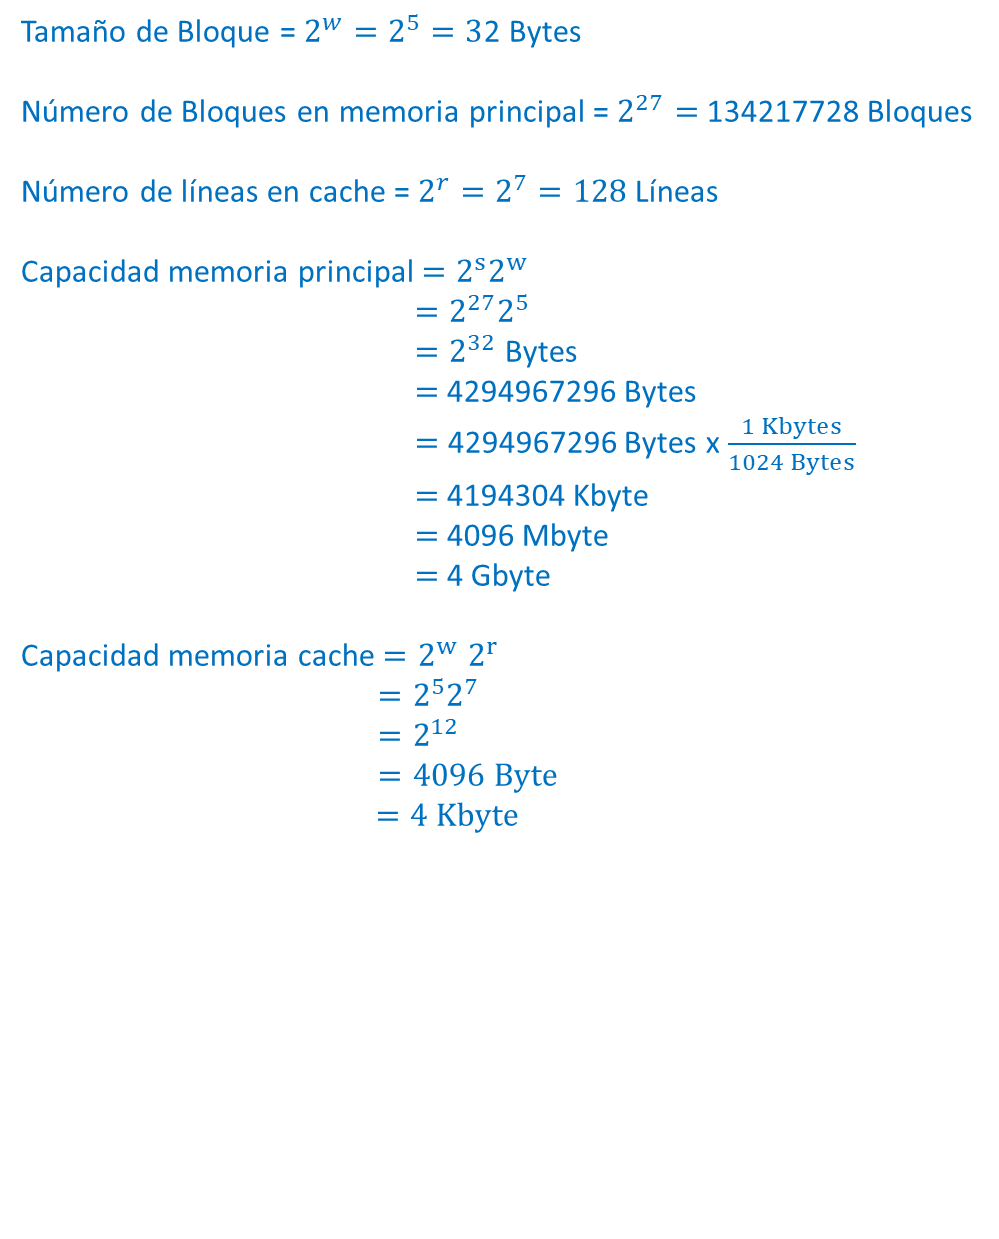 Tamaño de Bloque = 2^w = 2^5 = 32 Bytes
Número de Bloques en memoria principal = 2^27 = 134217728 Bloques
Número de líneas en cache = 2^r = 2^7 = 128 Líneas
Capacidad memoria principal = 2^s 2^w
= 2^27 2^5
= 2^32 Bytes
= 4294967296 Bytes
= 4294967296 Bytes x 1 Kbytes / 1024 Bytes
= 4194304 Kbyte
= 4096 Mbyte
= 4 Gbyte
Capacidad memoria cache = 2^w 2^r
= 2^5 2^7
= 2^12
= 4096 Byte
= 4 Kbyte